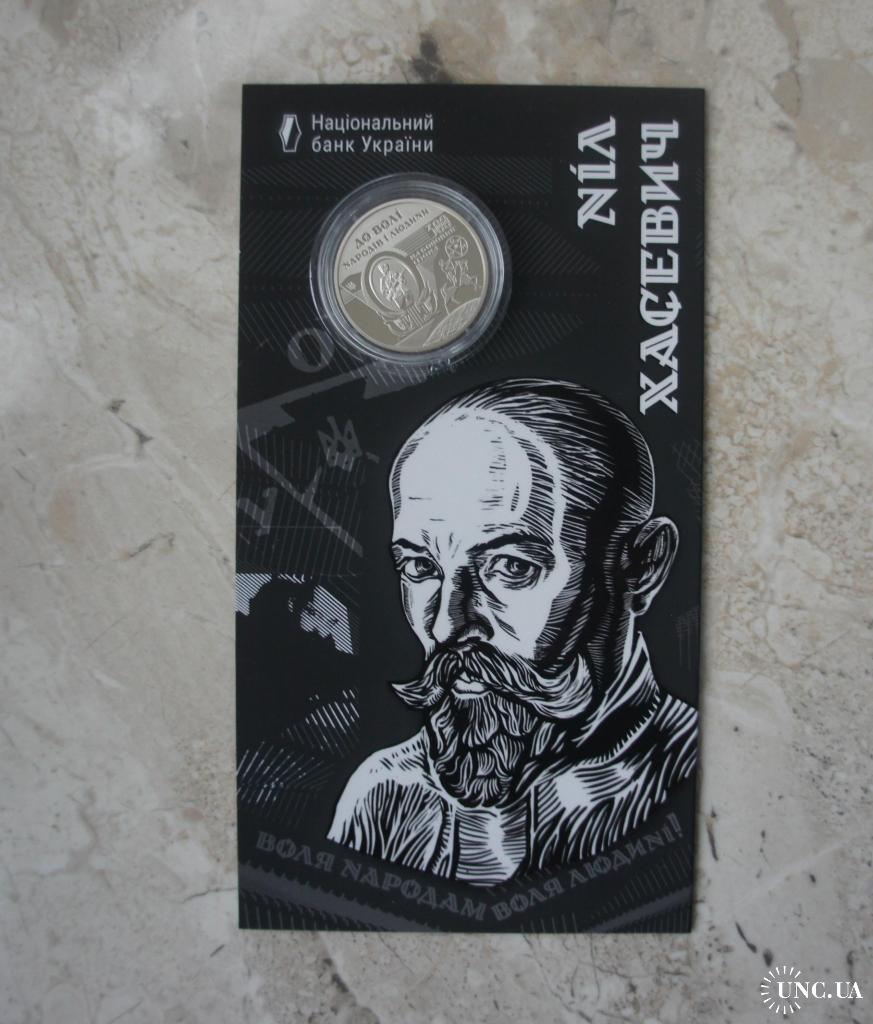 Національний
банк України
НІЛ
ХАСЕВИЧ
ДО ВОЛІ
НАРОДІВ І ЛЮДИНИ
ВОЛЯ НАРОДАМ ВОЛЯ ЛЮДИНІ!
UNC.UA